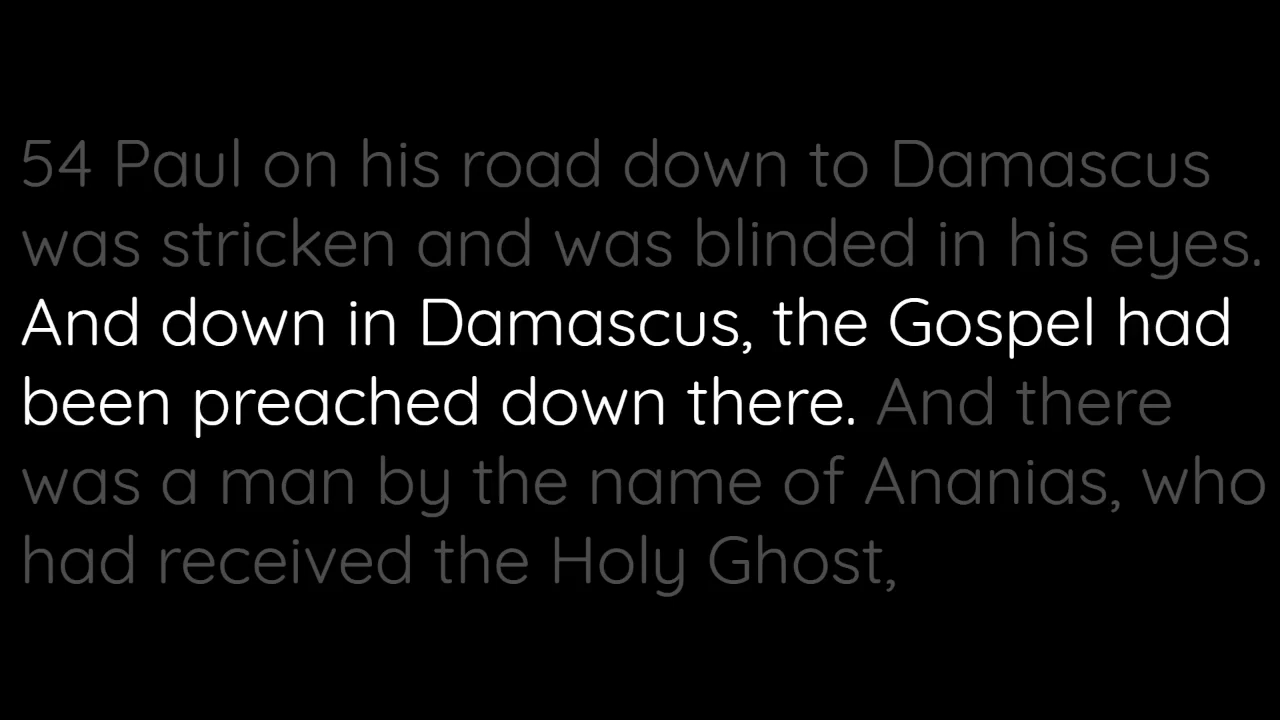 54 Paul on his road down to Damascus
was stricken and was blinded in his eyes.
And down in Damascus, the Gospel had
been preached down there. And there
was a man by the name of Ananias, who
had received the Holy Ghost,